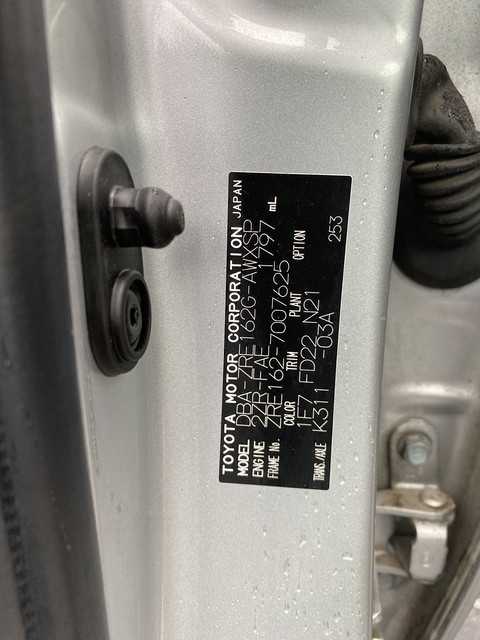 TOYOTA MOTOR CORPORATION JAPAN
MODEL DBA-ZRE162G-AWXSP
ENGINE 2ZR-FAE 1797 mL
FRAME No. ZRE162-7007625
COLOR TRIM PLANT OPTION
1F7 FD22 N21 253
TRANS./AXLE K311 -03A